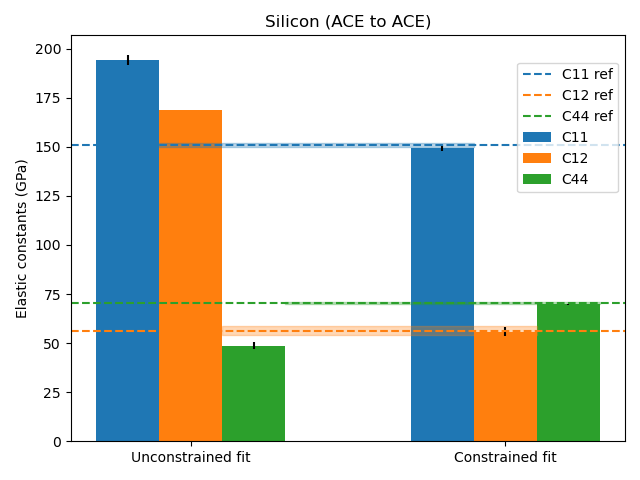 Silicon (ACE to ACE)
Elastic constants (GPa)
200
175
150
125
100
75
50
25
0
C11 ref
C12 ref
C44 ref
C11
C12
C44
Unconstrained fit
Constrained fit